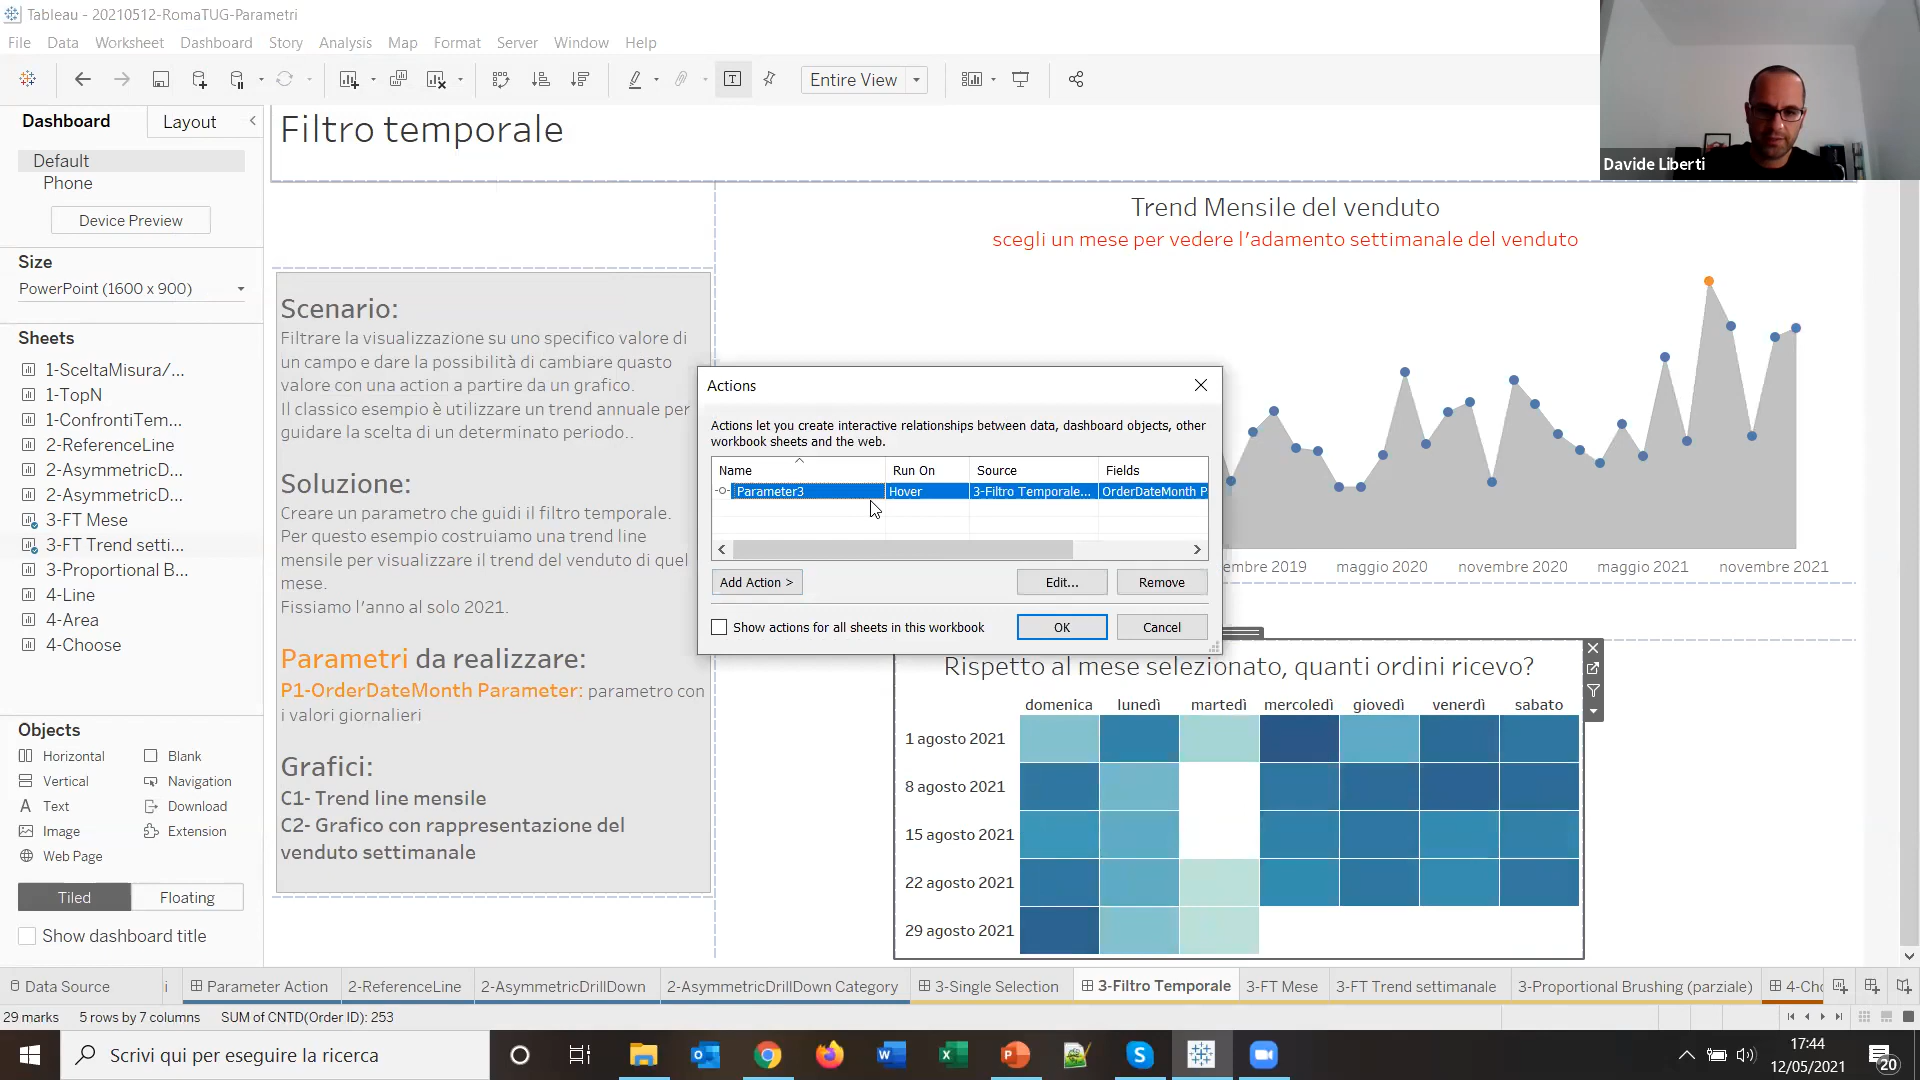 Tableau - 20210512-RomaTUG-Parametri
File Data Worksheet Dashboard Story Analysis Map Format Server Window Help
Entire View
Dashboard Layout
Default
Phone
Device Preview
Size
PowerPoint (1600 x 900)
Sheets
1-SceltaMisura/...
1-TopN
1-ConfrontiTem...
2-ReferenceLine
2-AsymmetricD...
2-AsymmetricD...
3-FT Mese
3-FT Trend setti...
3-Proportional B...
4-Line
4-Area
4-Choose
Objects
Horizontal Blank
Vertical Navigation
Text Download
Image Extension
Web Page
Tiled Floating
Show dashboard title
Filtro temporale
Scenario:
Filtrare la visualizzazione su uno specifico valore di
un campo e dare la possibilità di cambiare quasto
valore con una action a partire da un grafico.
Il classico esempio è utilizzare un trend annuale per
guidare la scelta di un determinato periodo..
Soluzione:
Creare un parametro che guidi il filtro temporale.
Per questo esempio costruiamo una trend line
mensile per visualizzare il trend del venduto di quel
mese.
Fissiamo l'anno al solo 2021.
Parametri da realizzare:
P1-OrderDateMonth Parameter: parametro con
i valori giornalieri
Grafici:
C1- Trend line mensile
C2- Grafico con rappresentazione del
venduto settimanale
Davide Liberti
Trend Mensile del venduto
scegli un mese per vedere l'adamento settimanale del venduto
embre 2019 maggio 2020 novembre 2020 maggio 2021 novembre 2021
Actions
Actions let you create interactive relationships between data, dashboard objects, other
workbook sheets and the web.
Name Run On Source Fields
Parameter3 Hover 3-Filtro Temporale... OrderDateMonth P
Add Action > Edit... Remove
Show actions for all sheets in this workbook OK Cancel
Rispetto al mese selezionato, quanti ordini ricevo?
domenica lunedì martedì mercoledì giovedì venerdì sabato
1 agosto 2021
8 agosto 2021
15 agosto 2021
22 agosto 2021
29 agosto 2021
Data Source i Parameter Action 2-ReferenceLine 2-AsymmetricDrillDown 2-AsymmetricDrillDown Category 3-Single Selection 3-Filtro Temporale 3-FT Mese 3-FT Trend settimanale 3-Proportional Brushing (parziale) 4-Cho
29 marks 5 rows by 7 columns SUM of CNTD(Order ID): 253
Scrivi qui per eseguire la ricerca
17:44
12/05/2021
20